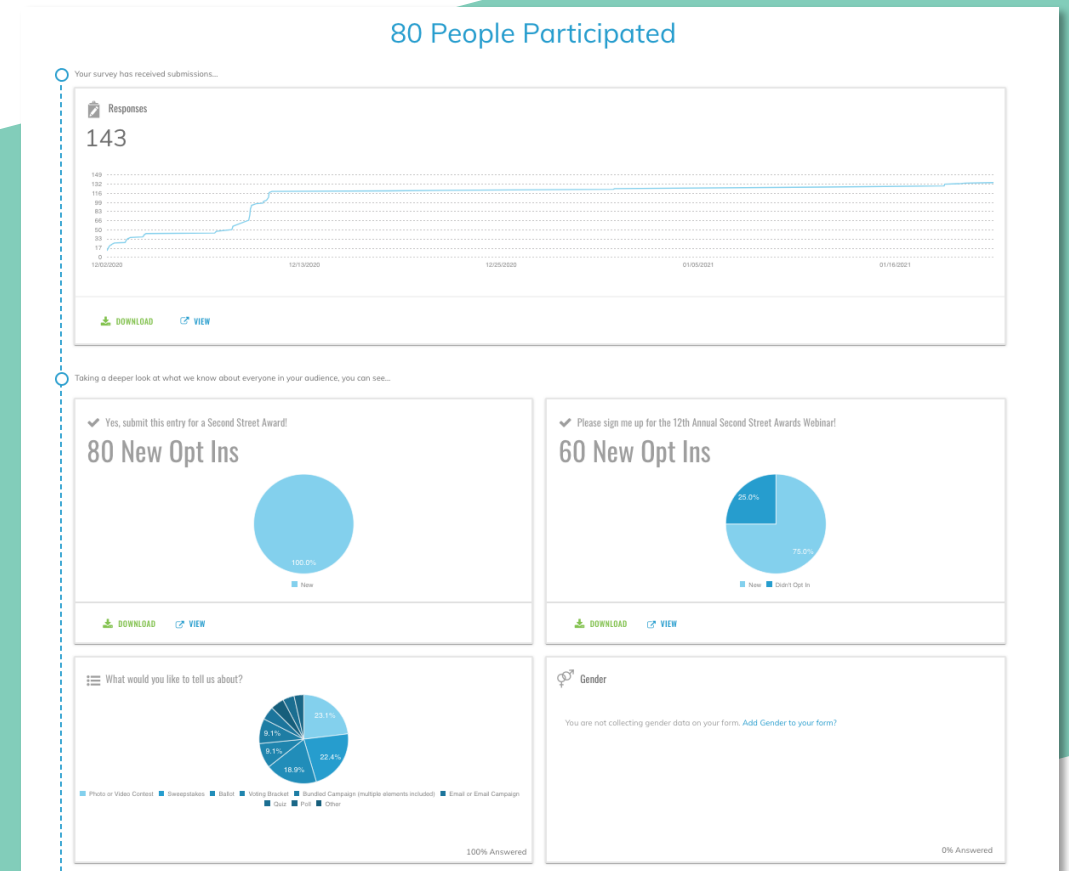 80 People Participated
Your survey has received submissions...
Responses
143
149
132
116
99
83
66
50
33
17
0
12/02/2020 12/13/2020 12/25/2020 01/05/2021 01/16/2021
DOWNLOAD VIEW
Taking a deeper look at what we know about everyone in your audience, you can see...
Yes, submit this entry for a Second Street Award!
80 New Opt Ins
100.0%
New
DOWNLOAD VIEW
Please sign me up for the 12th Annual Second Street Awards Webinar!
60 New Opt Ins
25.0%
75.0%
New Didn't Opt In
DOWNLOAD VIEW
What would you like to tell us about?
23.1%
9.1%
9.1%
22.4%
18.9%
Photo or Video Contest Sweepstakes Ballot Voting Bracket Bundled Campaign (multiple elements included) Email or Email Campaign
Quiz Poll Other
100% Answered
Gender
You are not collecting gender data on your form. Add Gender to your form?
0% Answered